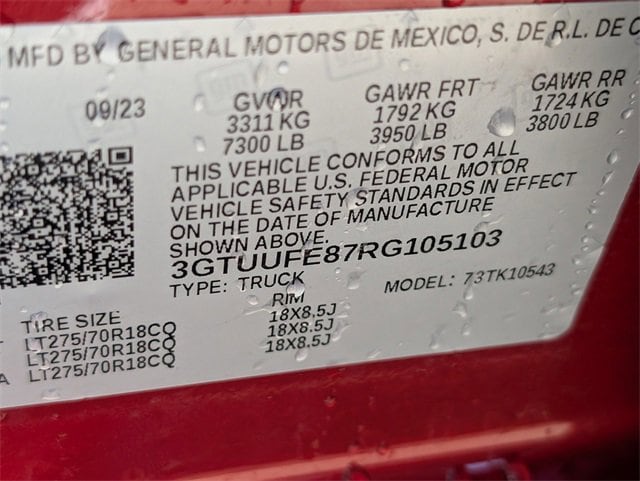 MFD BY GENERAL MOTORS DE MEXICO, S. DE R.L. DE C
09/23 GVWR GAWR FRT GAWR RR
3311 KG 1792 KG 1724 KG
7300 LB 3950 LB 3800 LB
THIS VEHICLE CONFORMS TO ALL
APPLICABLE U.S. FEDERAL MOTOR
VEHICLE SAFETY STANDARDS IN EFFECT
ON THE DATE OF MANUFACTURE
SHOWN ABOVE.
3GTUUFE87RG105103
TYPE: TRUCK MODEL: 73TK10543
TIRE SIZE RIM
LT275/70R18CQ 18X8.5J
LT275/70R18CQ 18X8.5J
A LT275/70R18CQ 18X8.5J